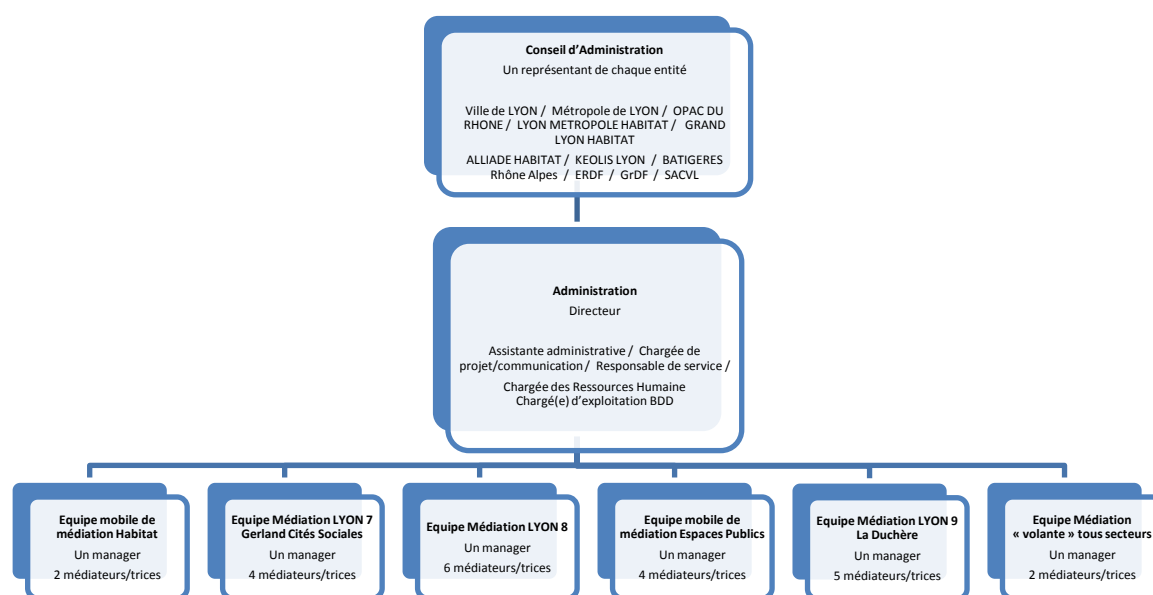 Conseil d'Administration
Un représentant de chaque entité
Ville de LYON / Métropole de LYON / OPAC DU
RHONE / LYON METROPOLE HABITAT / GRAND
LYON HABITAT
ALLIADE HABITAT / KEOLIS LYON / BATIGERES
Rhône Alpes / ERDF / GrDF / SACVL
Administration
Directeur
Assistante administrative / Chargée de
projet/communication / Responsable de service /
Chargée des Ressources Humaine
Chargé(e) d'exploitation BDD
Equipe mobile de
médiation Habitat
Un manager
2 médiateurs/trices
Equipe Médiation LYON 7
Gerland Cités Sociales
Un manager
4 médiateurs/trices
Equipe Médiation LYON 8
Un manager
6 médiateurs/trices
Equipe mobile de
médiation Espaces Publics
Un manager
4 médiateurs/trices
Equipe Médiation LYON 9
La Duchère
Un manager
5 médiateurs/trices
Equipe Médiation
« volante » tous secteurs
Un manager
2 médiateurs/trices